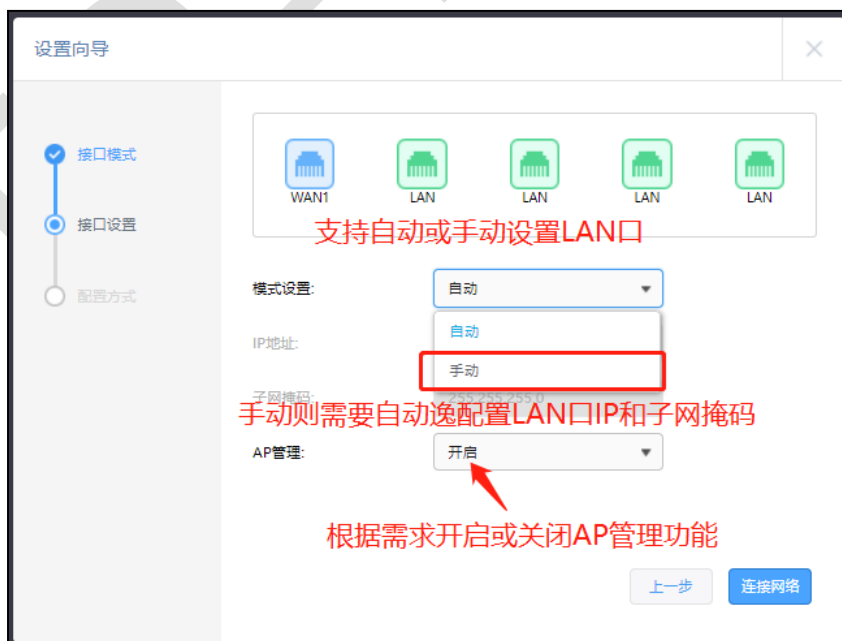 设置向导
接口模式
接口设置
配置方式
WAN1 LAN LAN LAN LAN
支持自动或手动设置LAN口
模式设置: 自动
自动
IP地址:
手动
子网掩码: 255.255.255.0
手动则需要自动逸配置LAN口IP和子网掩码
AP管理: 开启
根据需求开启或关闭AP管理功能
上一步 连接网络